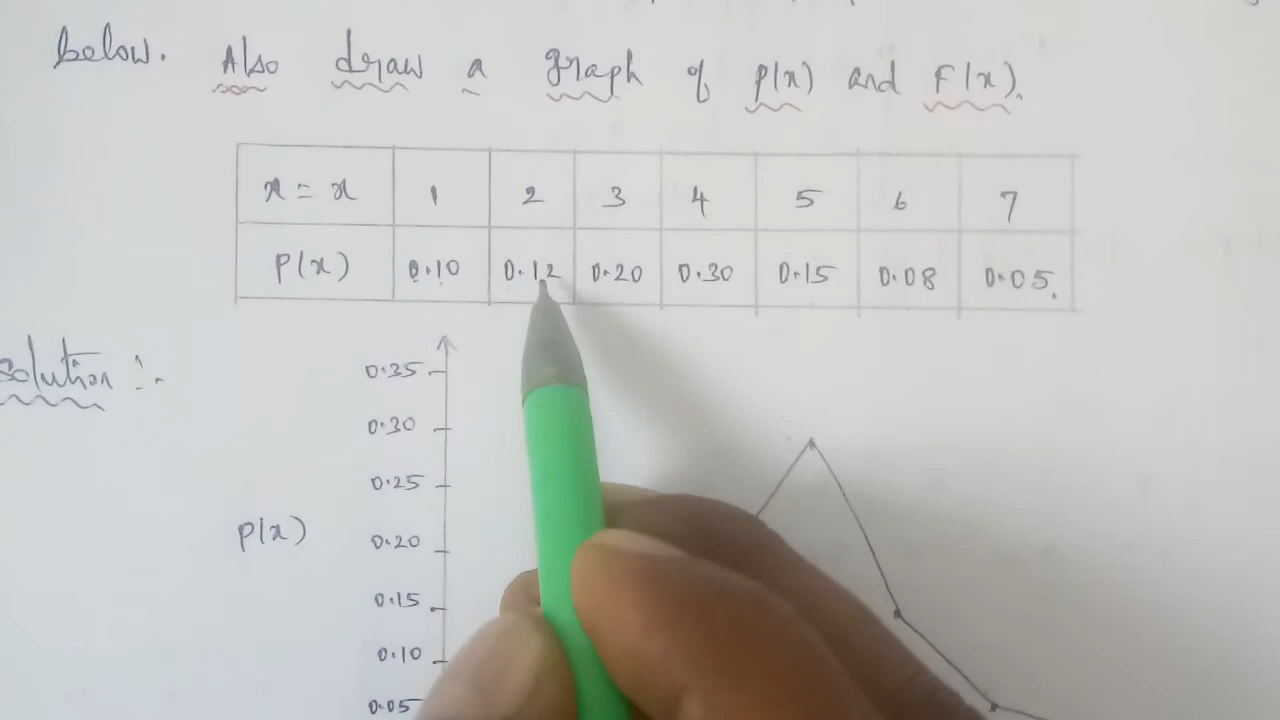 below. Also draw a graph of p(x) and F(x).
x = x 1 2 3 4 5 6 7
P(x) 0.10 0.12 0.20 0.30 0.15 0.08 0.05.
solution :-
0.35
0.30
0.25
P(x)
0.20
0.15
0.10
0.05